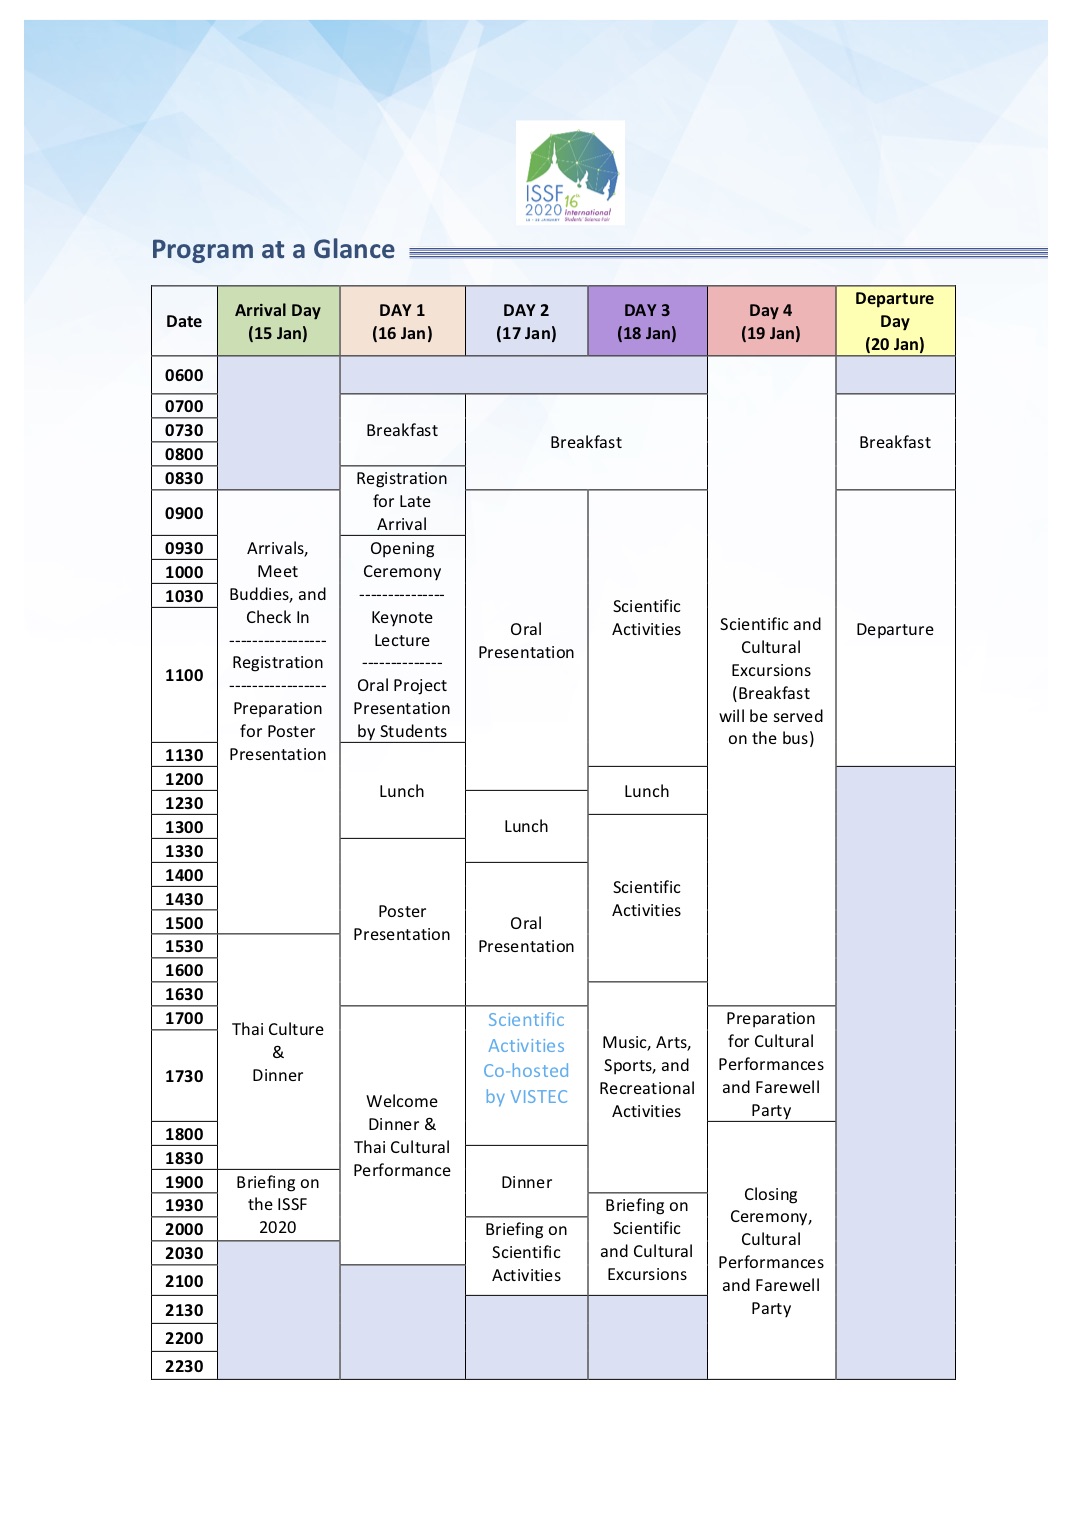 ISSF
2020
16th
International
Students' Science Fair
Program at a Glance
Date
Arrival Day
(15 Jan)
DAY 1
(16 Jan)
DAY 2
(17 Jan)
DAY 3
(18 Jan)
Day 4
(19 Jan)
Departure
Day
(20 Jan)
0600
0700
0730
0800
0830
0900
0930
1000
1030
1100
1130
1200
1230
1300
1330
1400
1430
1500
1530
1600
1630
1700
1730
1800
1830
1900
1930
2000
2030
2100
2130
2200
2230
Arrivals,
Meet
Buddies, and
Check In
-----------------
Registration
-----------------
Preparation
for Poster
Presentation
Thai Culture
&
Dinner
Briefing on
the ISSF
2020
Breakfast
Registration
for Late
Arrival
Opening
Ceremony
---------------
Keynote
Lecture
--------------
Oral Project
Presentation
by Students
Lunch
Poster
Presentation
Welcome
Dinner &
Thai Cultural
Performance
Breakfast
Oral
Presentation
Lunch
Oral
Presentation
Scientific
Activities
Co-hosted
by VISTEC
Dinner
Briefing on
Scientific
Activities
Scientific
Activities
Lunch
Scientific
Activities
Music, Arts,
Sports, and
Recreational
Activities
Briefing on
Scientific
and Cultural
Excursions
Scientific and
Cultural
Excursions
(Breakfast
will be served
on the bus)
Preparation
for Cultural
Performances
and Farewell
Party
Closing
Ceremony,
Cultural
Performances
and Farewell
Party
Breakfast
Departure